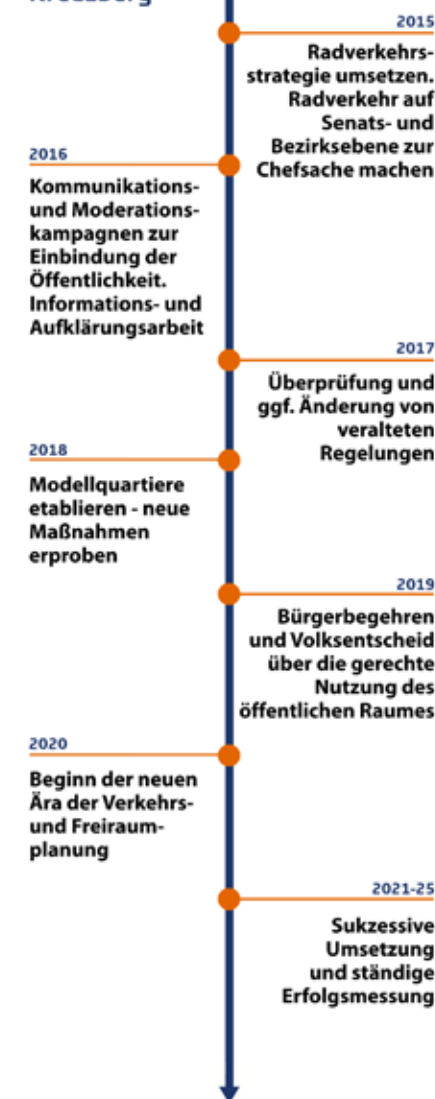 2015
Radverkehrs-
strategie umsetzen.
Radverkehr auf
Senats- und
Bezirksebene zur
Chefsache machen
2016
Kommunikations-
und Moderations-
kampagnen zur
Einbindung der
Öffentlichkeit.
Informations- und
Aufklärungsarbeit
2017
Überprüfung und
ggf. Änderung von
veralteten
Regelungen
2018
Modellquartiere
etablieren - neue
Maßnahmen
erproben
2019
Bürgerbegehren
und Volksentscheid
über die gerechte
Nutzung des
öffentlichen Raumes
2020
Beginn der neuen
Ära der Verkehrs-
und Freiraum-
planung
2021-25
Sukzessive
Umsetzung
und ständige
Erfolgsmessung